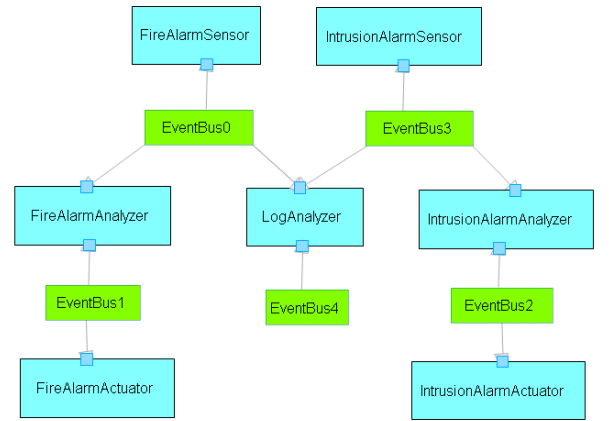 FireAlarmSensor
IntrusionAlarmSensor
EventBus0
EventBus3
FireAlarmAnalyzer
LogAnalyzer
IntrusionAlarmAnalyzer
EventBus1
EventBus4
EventBus2
FireAlarmActuator
IntrusionAlarmActuator